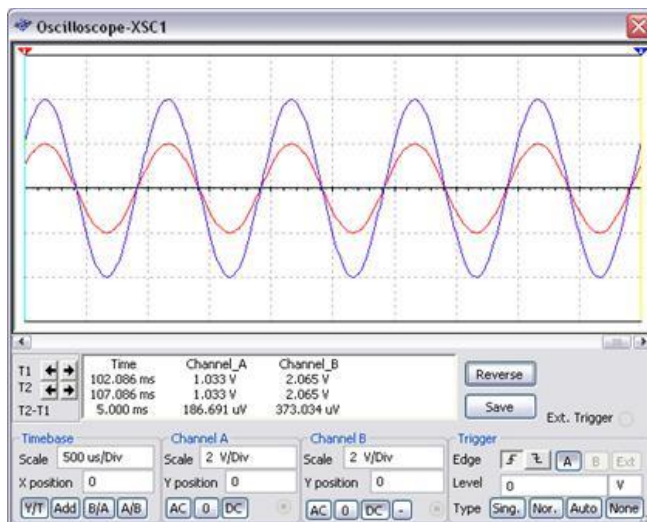 Oscilloscope-XSC1
T1
T2
T2-T1
Time Channel_A Channel_B
102.086 ms 1.033 V 2.065 V
107.086 ms 1.033 V 2.065 V
5.000 ms 186.691 uV 373.034 uV
Reverse
Save
Ext. Trigger
Timebase
Scale 500 us/Div
X position 0
Y/T Add B/A A/B
Channel A
Scale 2 V/Div
Y position 0
AC 0 DC
Channel B
Scale 2 V/Div
Y position 0
AC 0 DC -
Trigger
Edge A B Ext
Level 0 V
Type Sing. Nor. Auto None